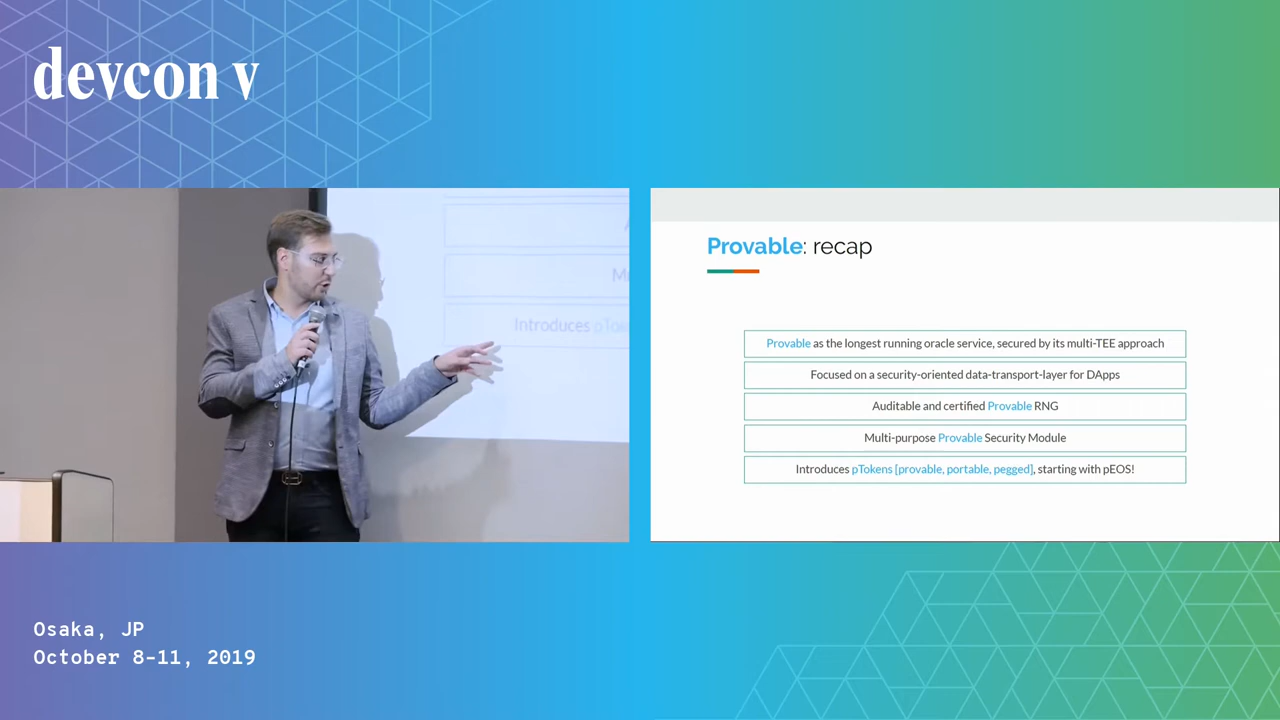 devcon v
Introduces
Provable: recap
Provable as the longest running oracle service, secured by its multi-TEE approach
Focused on a security-oriented data-transport-layer for DApps
Auditable and certified Provable RNG
Multi-purpose Provable Security Module
Introduces pTokens [provable, portable, pegged], starting with pEOS!
Osaka, JP
October 8-11, 2019